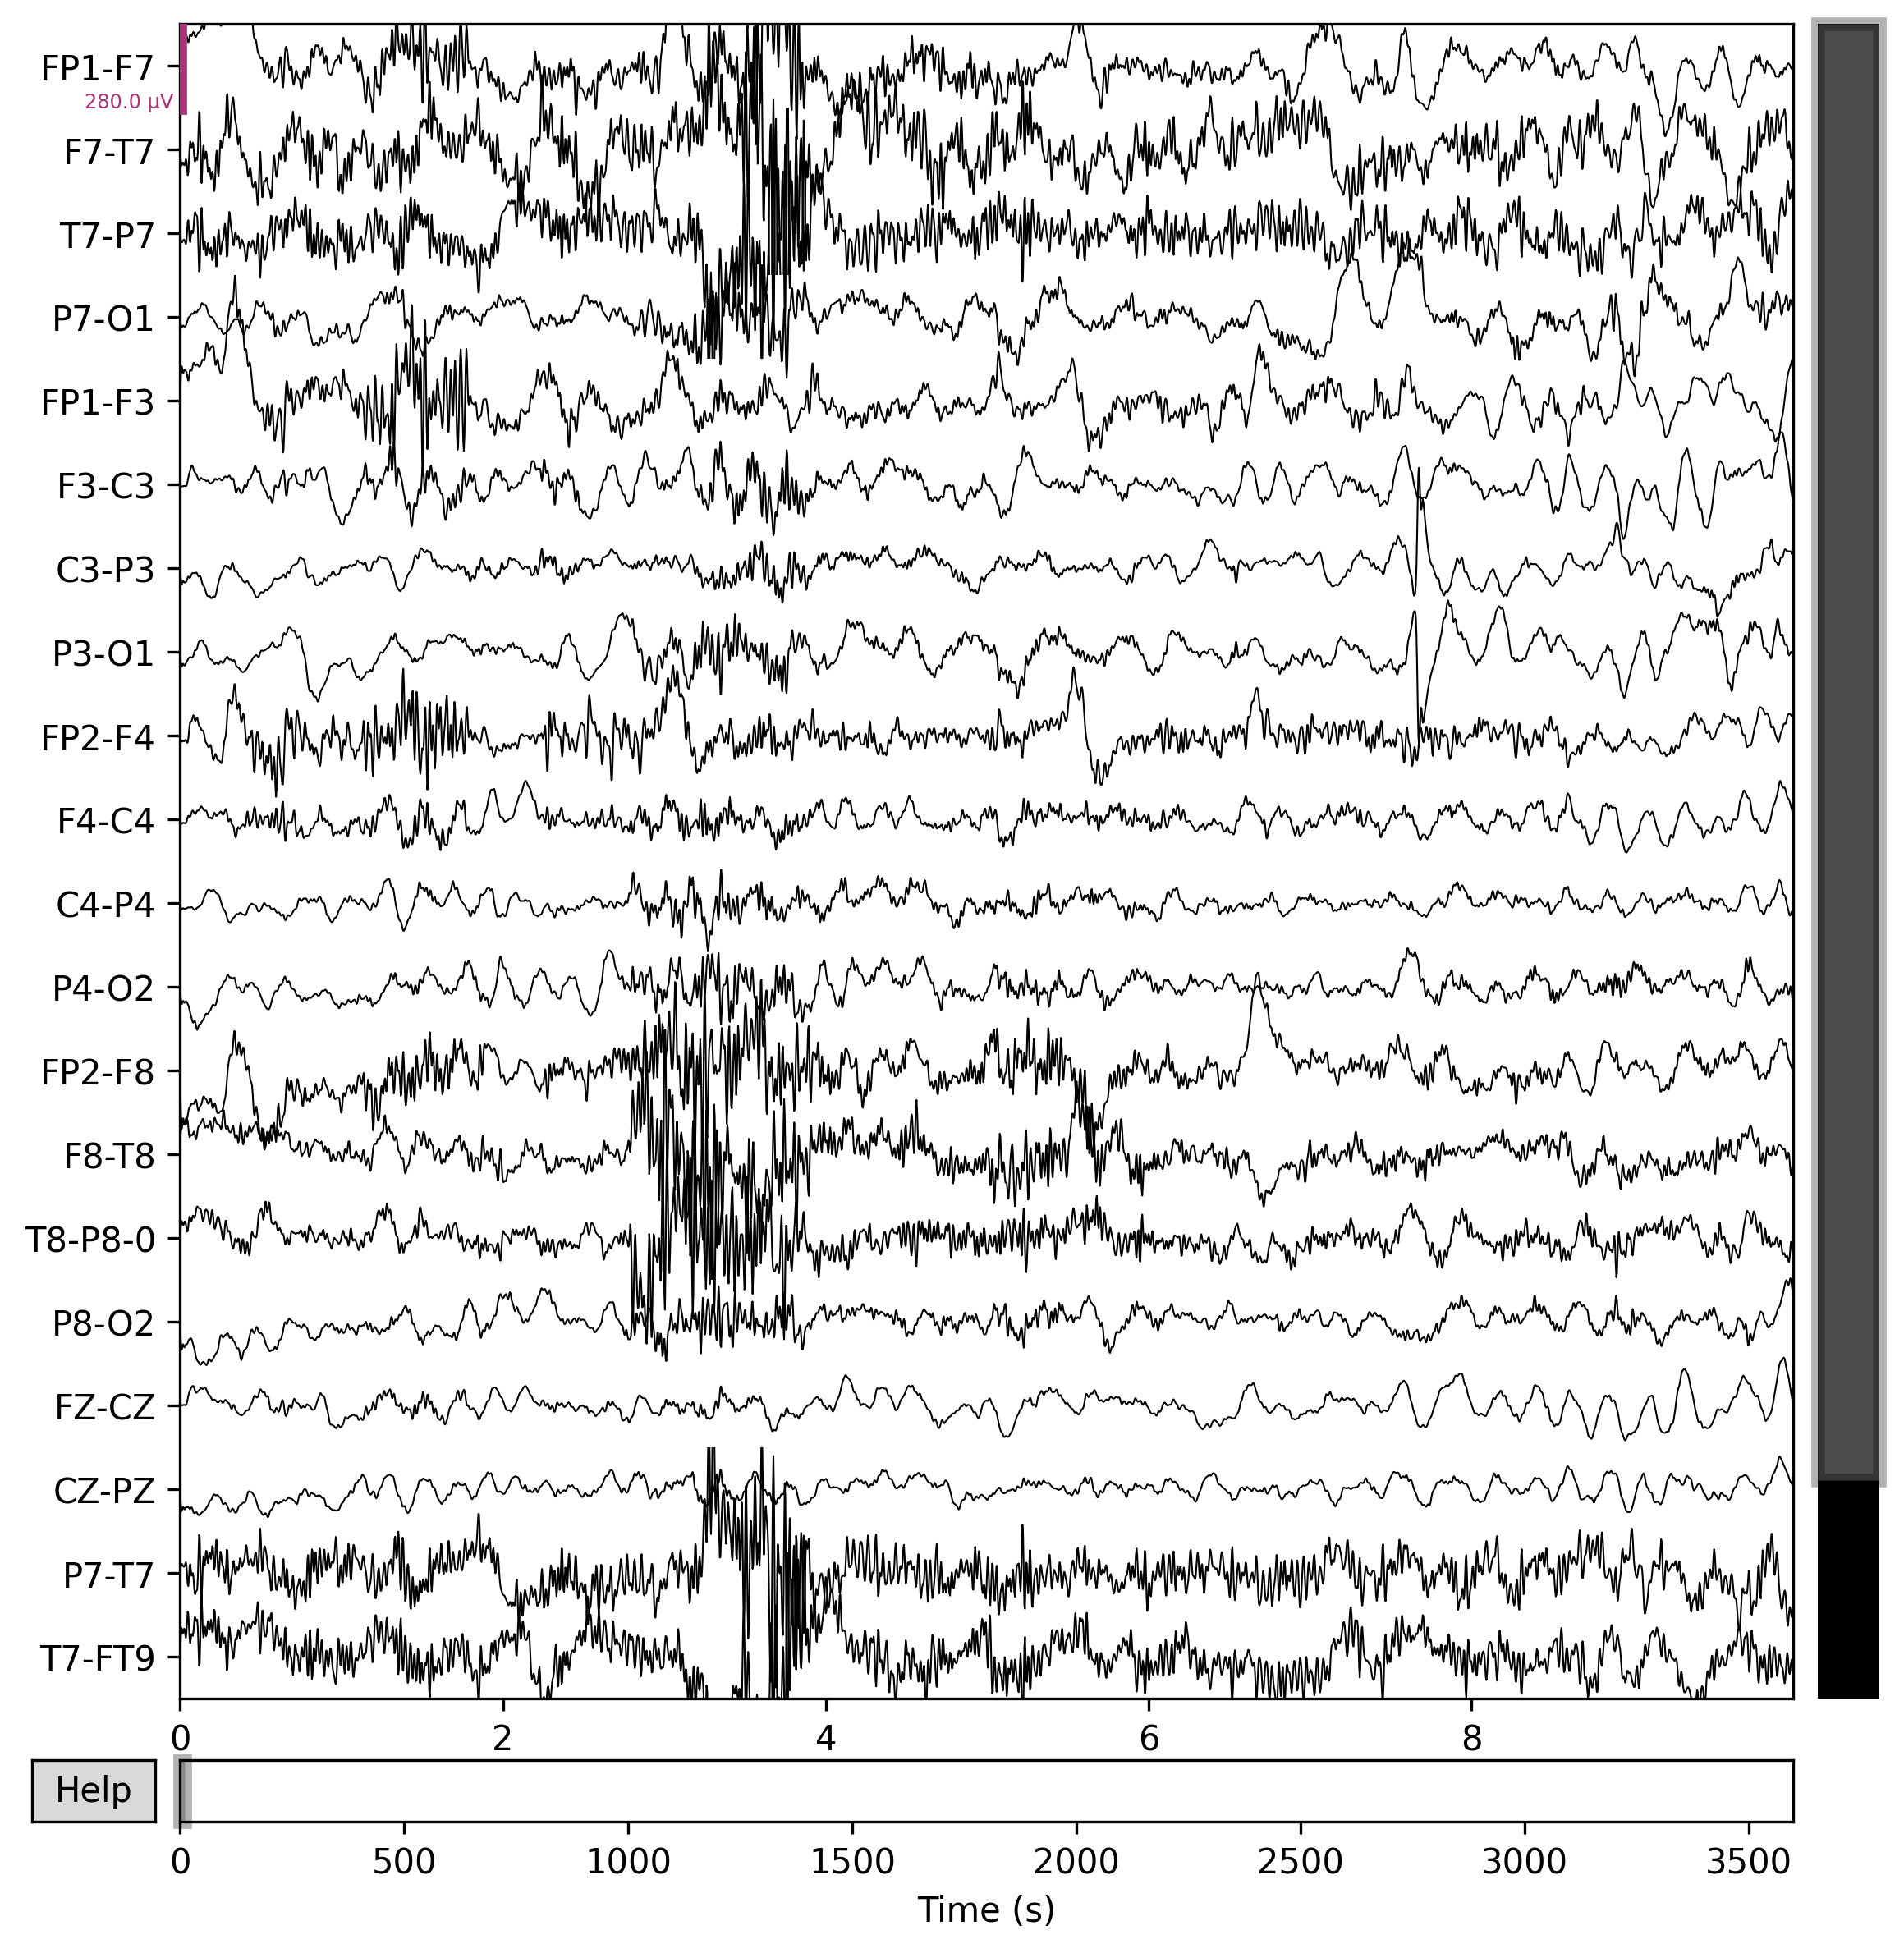 FP1-F7
280.0 µV
F7-T7
T7-P7
P7-O1
FP1-F3
F3-C3
C3-P3
P3-O1
FP2-F4
F4-C4
C4-P4
P4-O2
FP2-F8
F8-T8
T8-P8-0
P8-O2
FZ-CZ
CZ-PZ
P7-T7
T7-FT9
0 2 4 6 8
Help
0 500 1000 1500 2000 2500 3000 3500
Time (s)